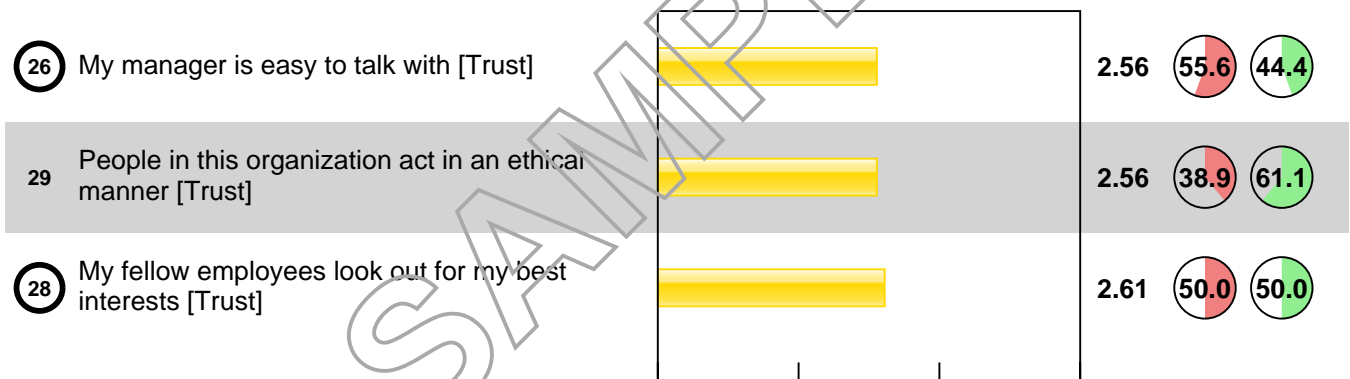 26 My manager is easy to talk with [Trust] 2.56 55.6 44.4
29 People in this organization act in an ethical
manner [Trust] 2.56 38.9 61.1
28 My fellow employees look out for my best
interests [Trust] 2.61 50.0 50.0
SAMPL